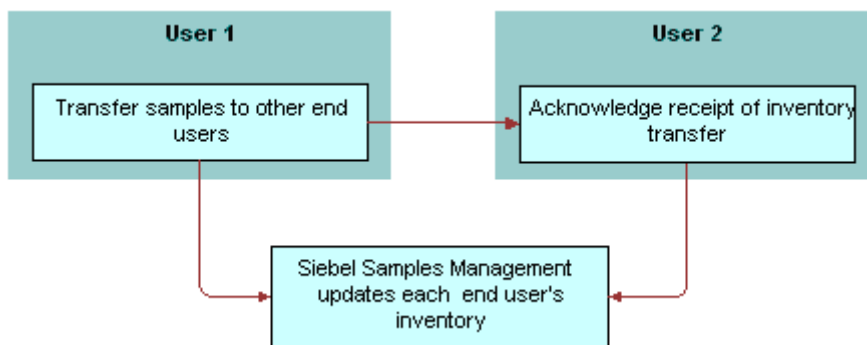 User 1
User 2
Transfer samples to other end
users
Acknowledge receipt of inventory
transfer
Siebel Samples Management
updates each end user's
inventory